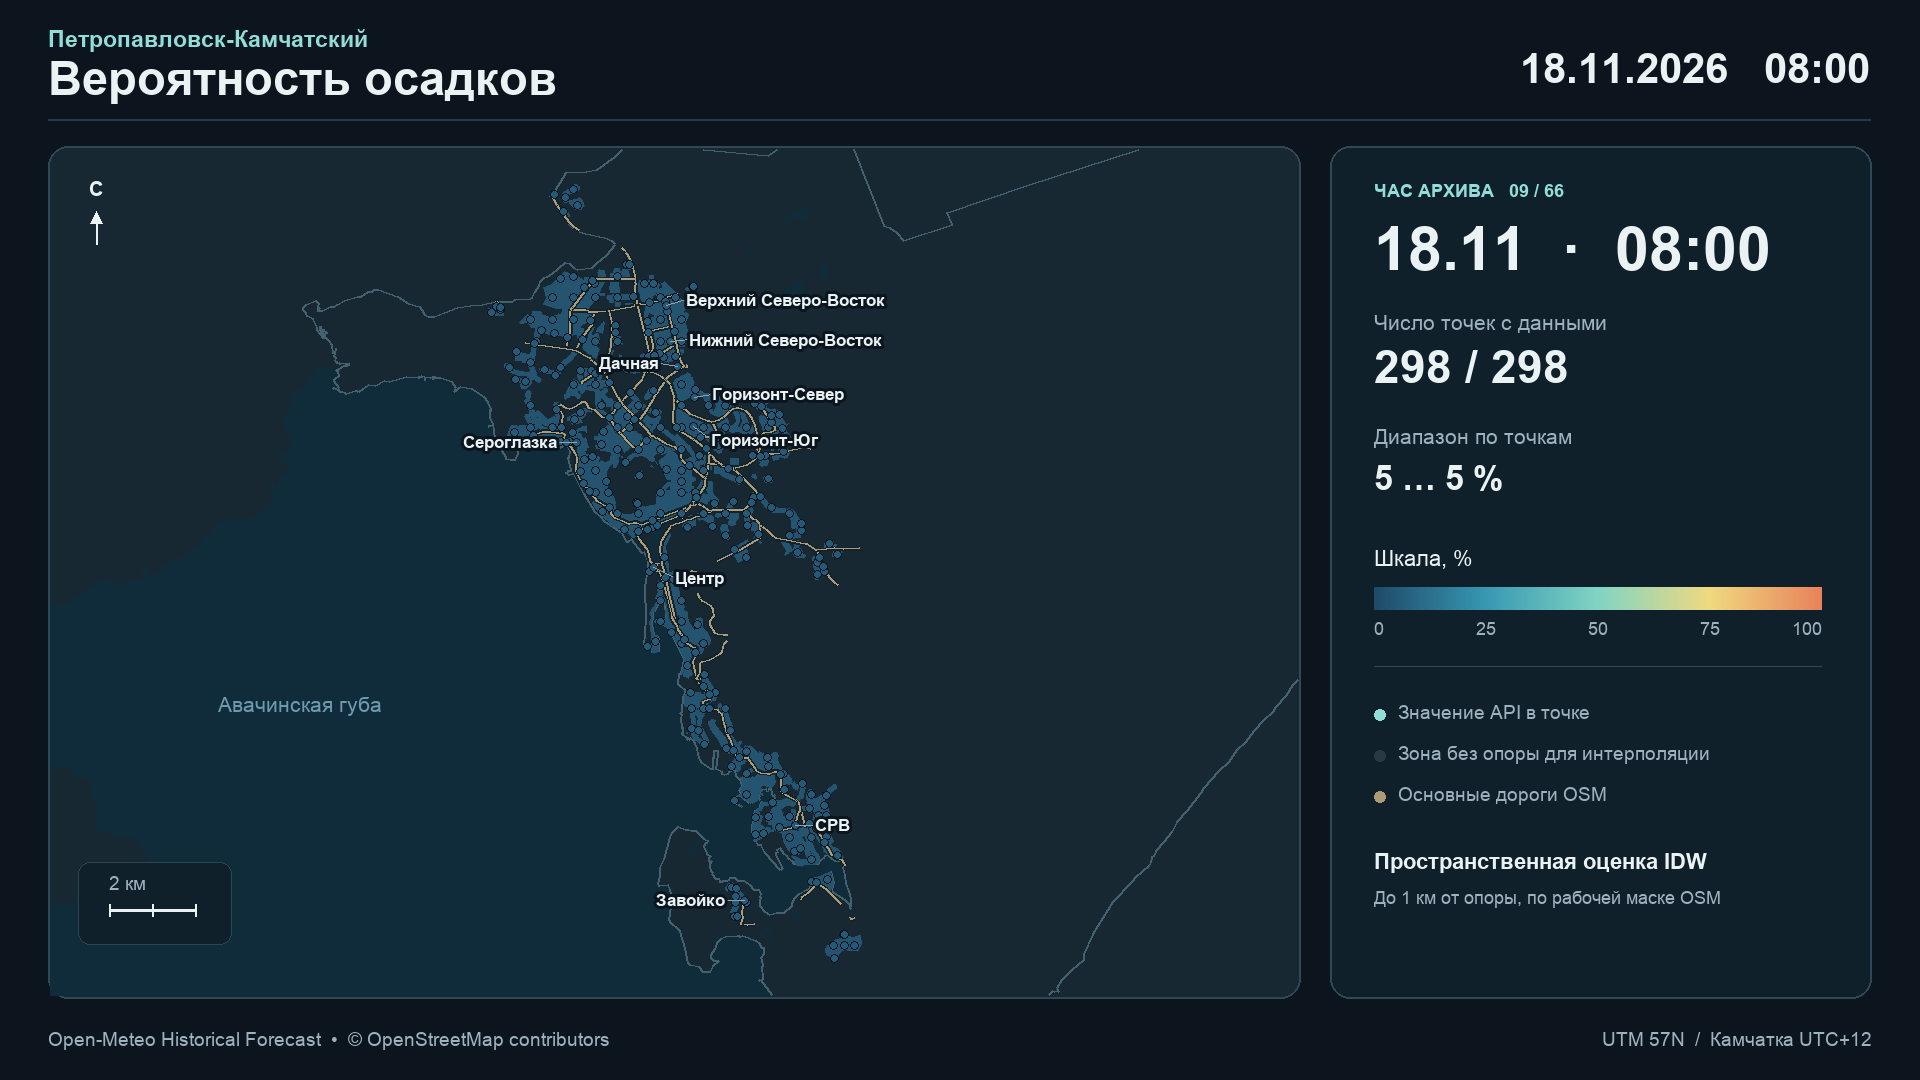 Петропавловск-Камчатский
Вероятность осадков
18.11.2026 08:00
С
Верхний Северо-Восток
Нижний Северо-Восток
Дачная
Горизонт-Север
Сероглазка
Горизонт-Юг
Центр
Авачинская губа
СРВ
2 км
Завойко
ЧАС АРХИВА 09 / 66
18.11 · 08:00
Число точек с данными
298 / 298
Диапазон по точкам
5 … 5 %
Шкала, %
0 25 50 75 100
Значение API в точке
Зона без опоры для интерполяции
Основные дороги OSM
Пространственная оценка IDW
До 1 км от опоры, по рабочей маске OSM
Open-Meteo Historical Forecast • © OpenStreetMap contributors
UTM 57N / Камчатка UTC+12